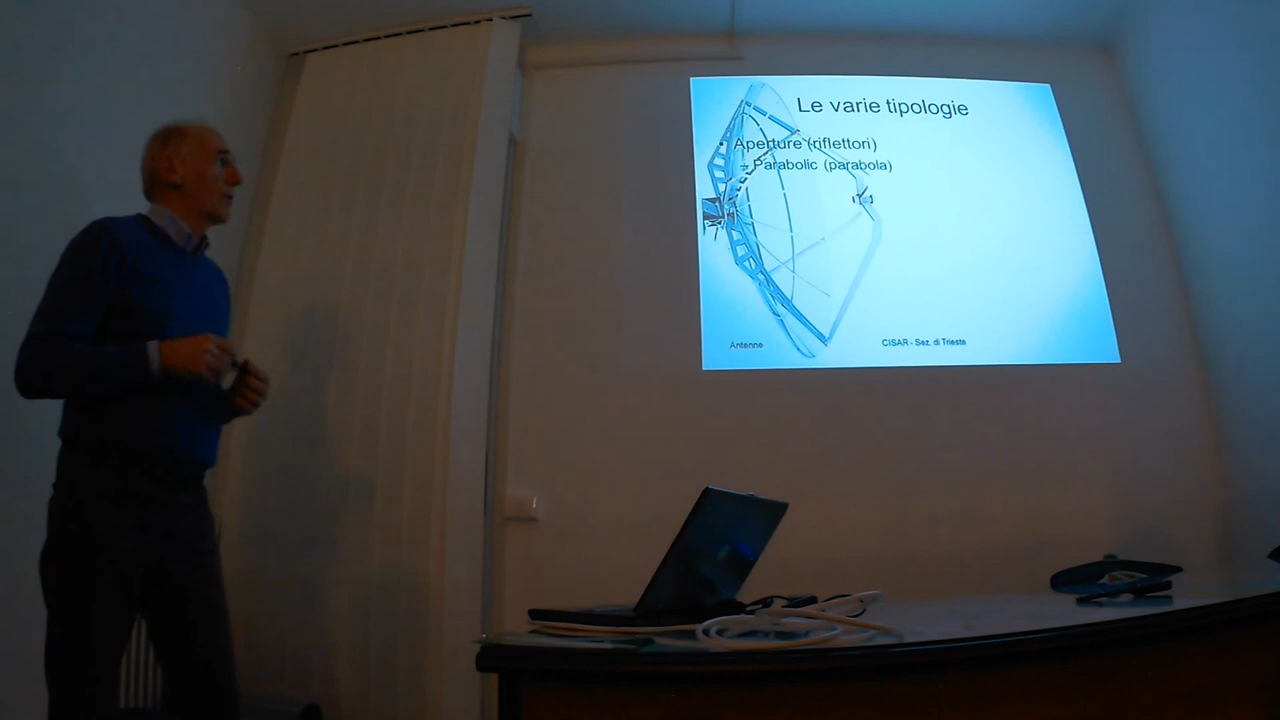 Le varie tipologie
• Aperture (riflettori)
– Parabolic (parabola)
Antenne
CISAR - Sez. di Trieste